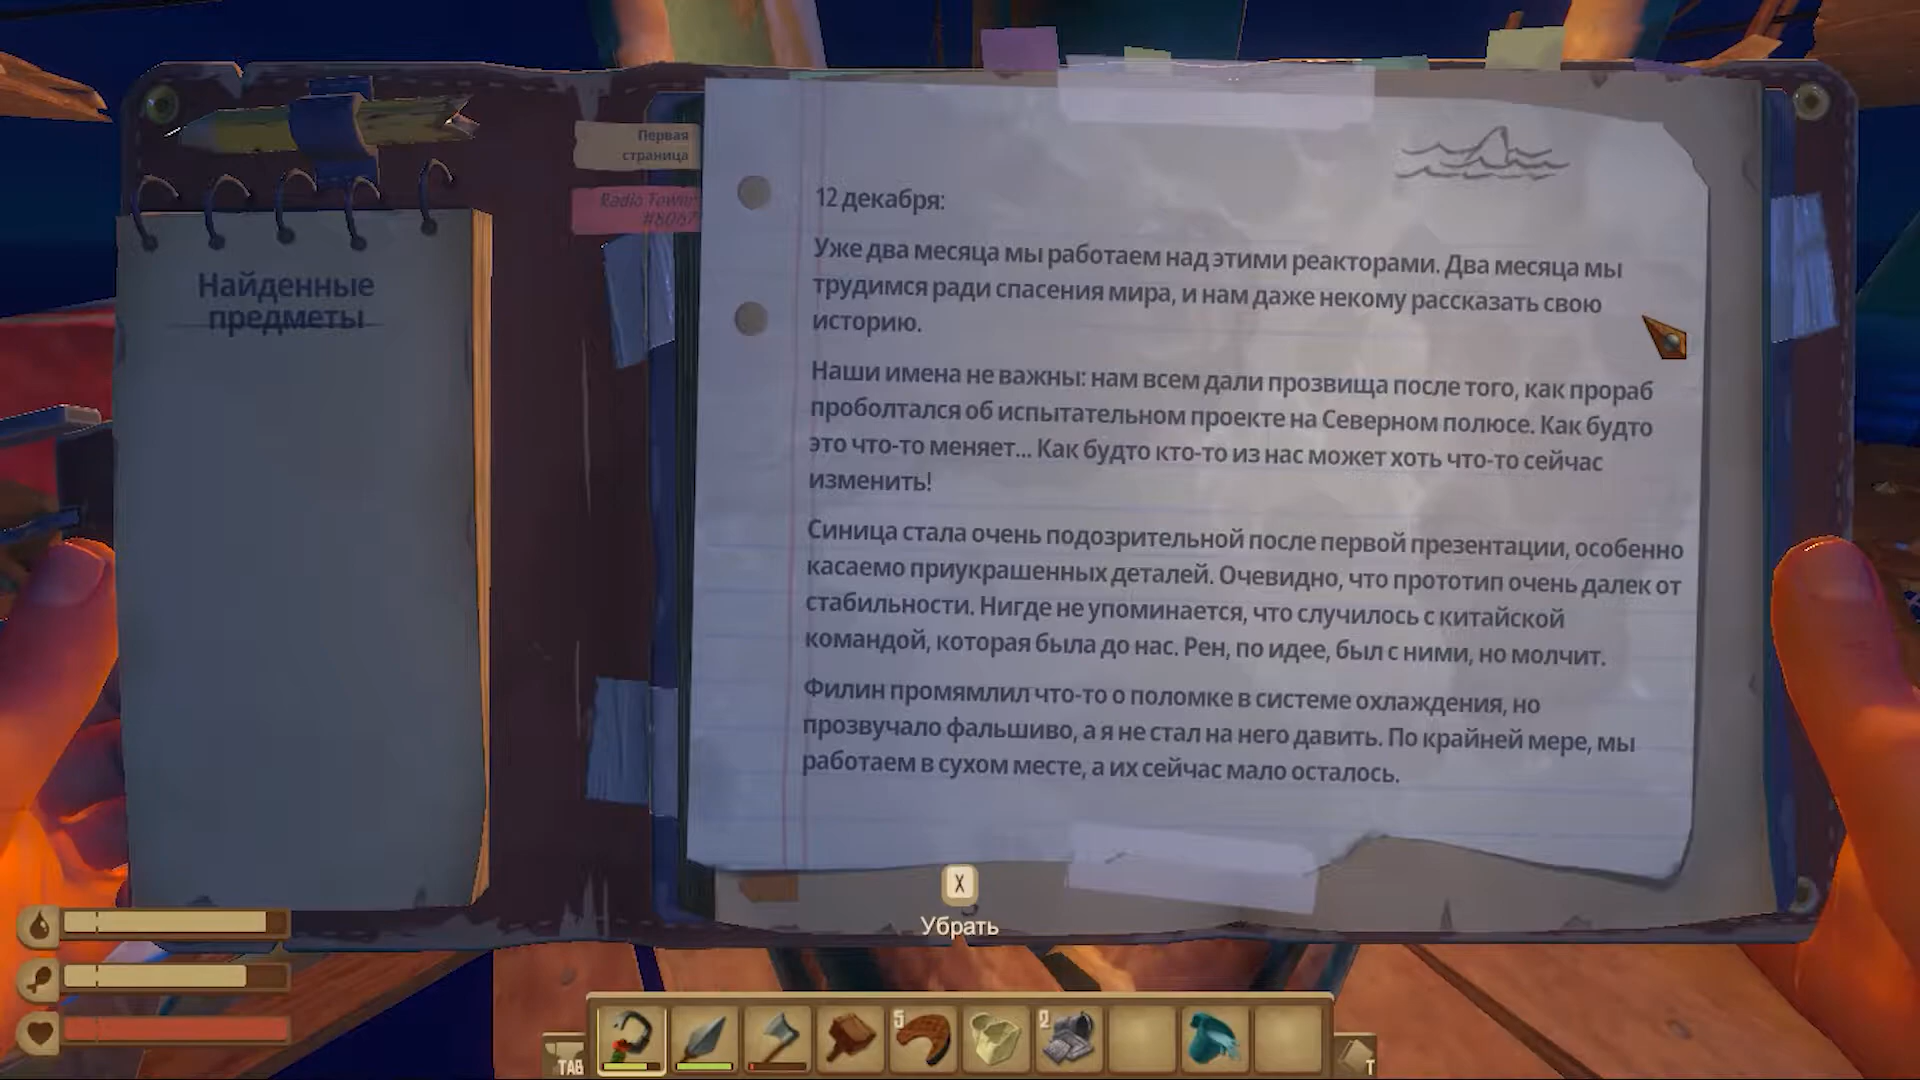 Первая
страница
Radio Tower
Найденные
предметы
12 декабря:
Уже два месяца мы работаем над этими реакторами. Два месяца мы
трудимся ради спасения мира, и нам даже некому рассказать свою
историю.
Наши имена не важны: нам всем дали прозвища после того, как прораб
проболтался об испытательном проекте на Северном полюсе. Как будто
это что-то меняет... Как будто кто-то из нас может хоть что-то сейчас
изменить!
Синица стала очень подозрительной после первой презентации, особенно
касаемо приукрашенных деталей. Очевидно, что прототип очень далек от
стабильности. Нигде не упоминается, что случилось с китайской
командой, которая была до нас. Рен, по идее, был с ними, но молчит.
Филин промямлил что-то о поломке в системе охлаждения, но
прозвучало фальшиво, а я не стал на него давить. По крайней мере, мы
работаем в сухом месте, а их сейчас мало осталось.
X
Убрать
TAB
5
2
T